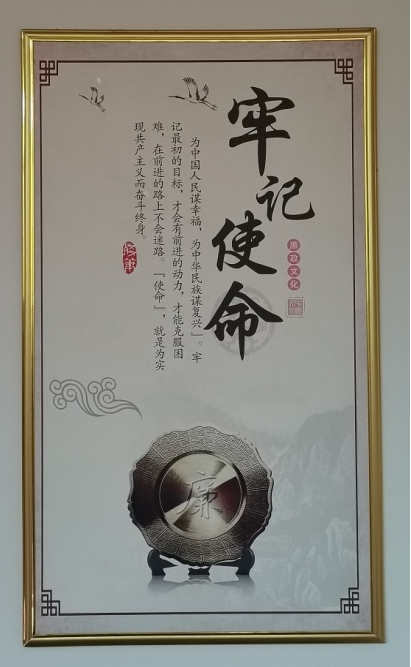 牢记使命
廉政文化
为中国人民谋幸福，为中华民族谋复兴』。牢
记最初的目标，才会有前进的动力，才能克服困
难，在前进的路上不会迷路。『使命』，就是为实
现共产主义而奋斗终身。
廉